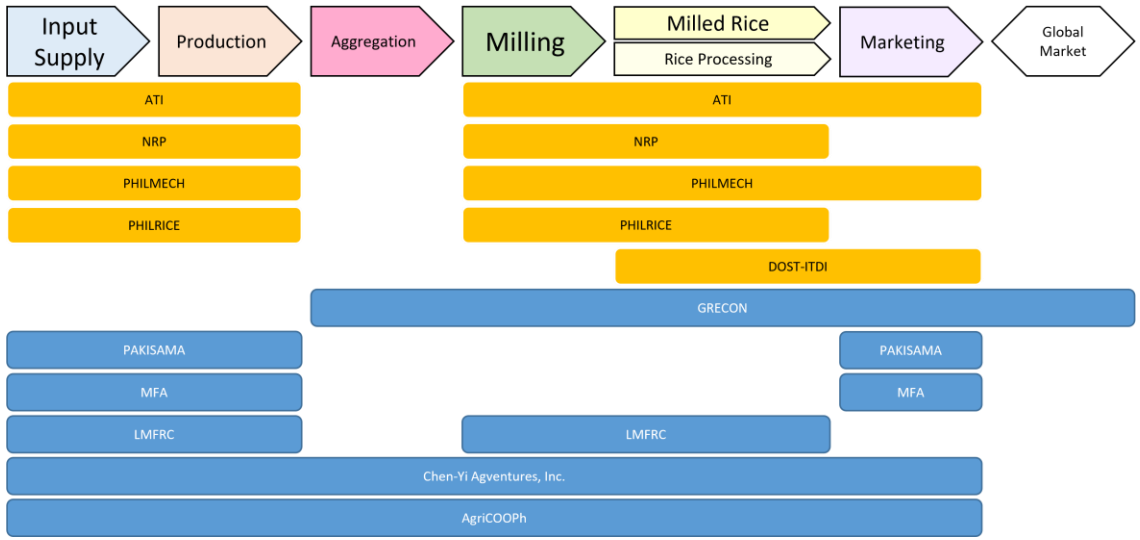 Input
Supply
Production
Aggregation
Milling
Milled Rice
Rice Processing
Marketing
Global
Market
ATI
ATI
NRP
NRP
PHILMECH
PHILMECH
PHILRICE
PHILRICE
DOST-ITDI
GRECON
PAKISAMA
PAKISAMA
MFA
MFA
LMFRC
LMFRC
Chen-Yi Agventures, Inc.
AgriCOOPh